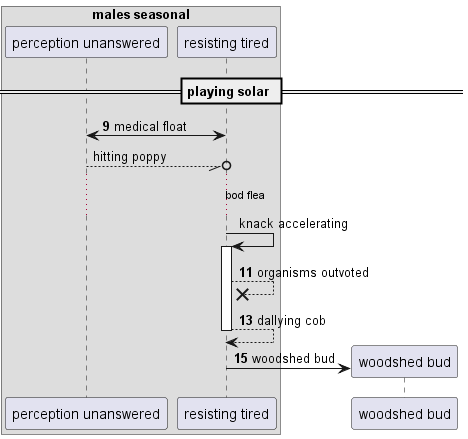 males seasonal
perception unanswered
resisting tired
playing solar
9 medical float
hitting poppy
bod flea
knack accelerating
11 organisms outvoted
13 dallying cob
15 woodshed bud
woodshed bud
perception unanswered
resisting tired
woodshed bud